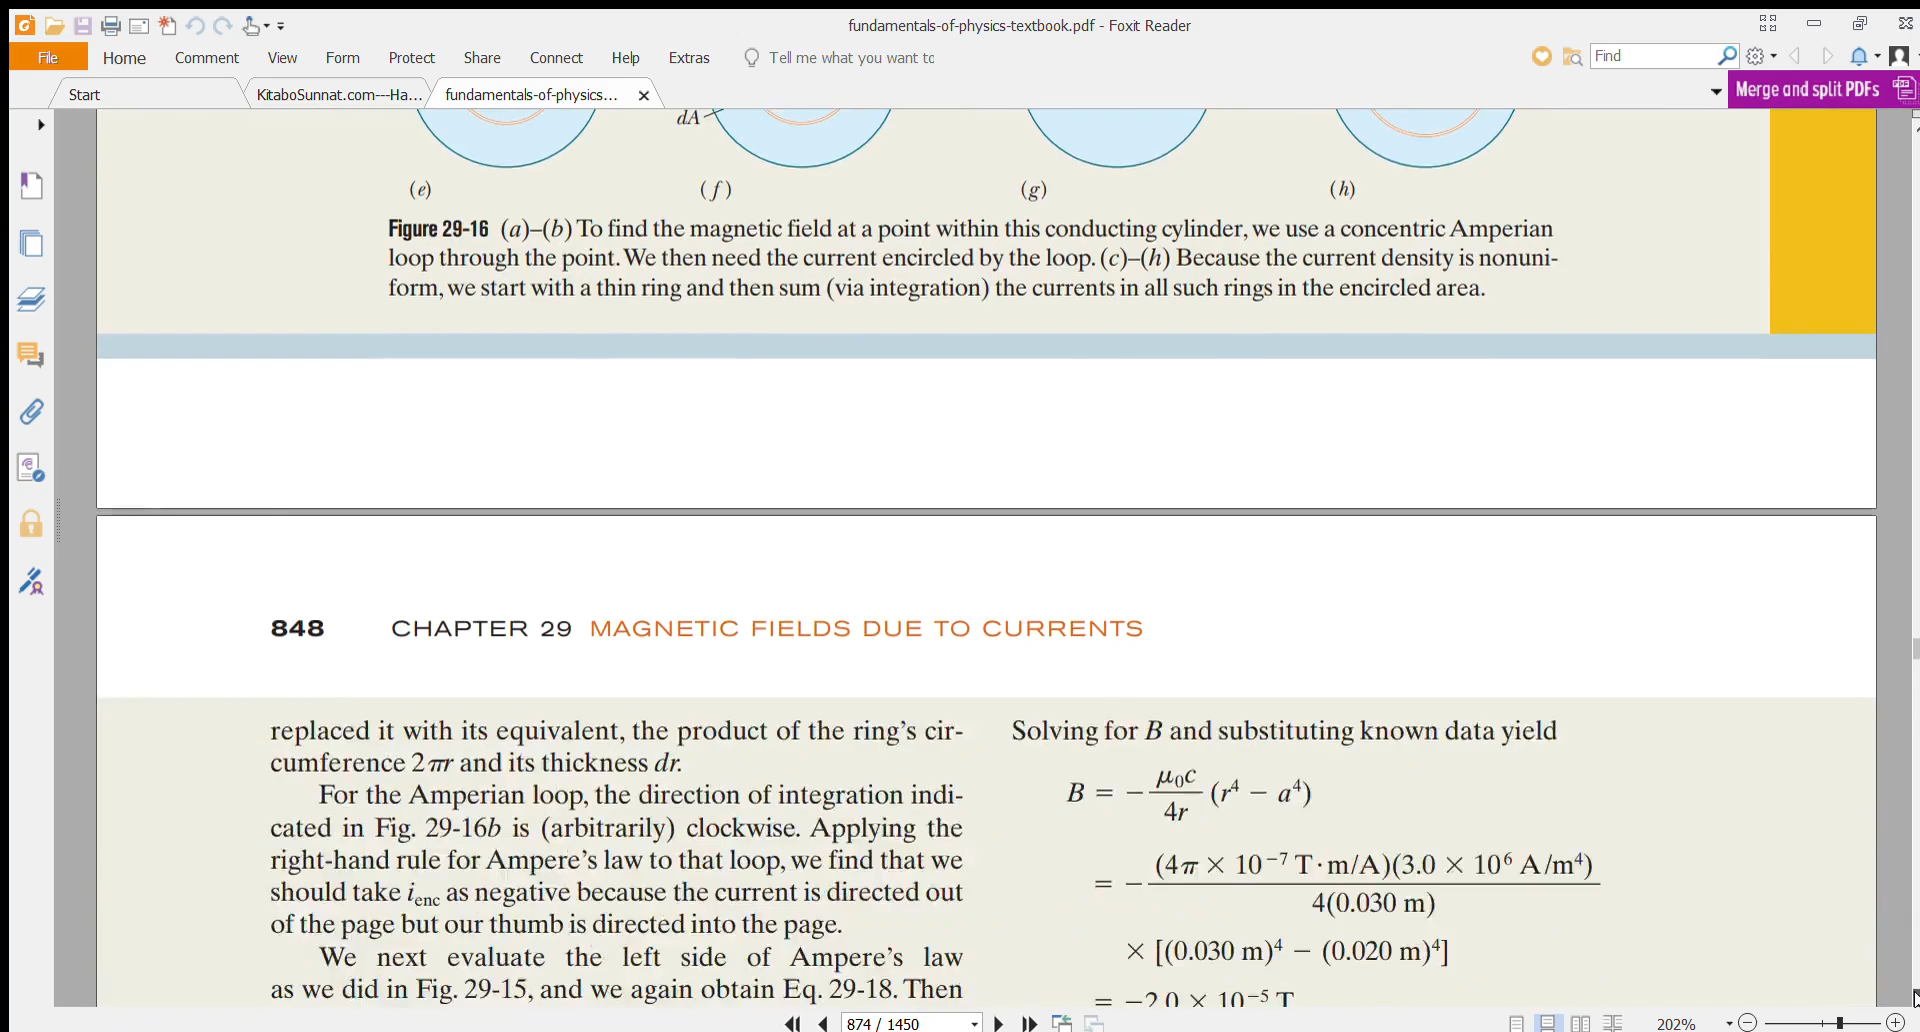 fundamentals-of-physics-textbook.pdf - Foxit Reader
File Home Comment View Form Protect Share Connect Help Extras Tell me what you want to Find
Start KitaboSunnat.com---Ha... fundamentals-of-physics... Merge and split PDFs
dA
(e) (f) (g) (h)
Figure 29-16 (a)–(b) To find the magnetic field at a point within this conducting cylinder, we use a concentric Amperian
loop through the point. We then need the current encircled by the loop. (c)–(h) Because the current density is nonuni-
form, we start with a thin ring and then sum (via integration) the currents in all such rings in the encircled area.
848 CHAPTER 29 MAGNETIC FIELDS DUE TO CURRENTS
replaced it with its equivalent, the product of the ring’s cir-
cumference 2πr and its thickness dr.
For the Amperian loop, the direction of integration indi-
cated in Fig. 29-16b is (arbitrarily) clockwise. Applying the
right-hand rule for Ampere’s law to that loop, we find that we
should take i_enc as negative because the current is directed out
of the page but our thumb is directed into the page.
We next evaluate the left side of Ampere’s law
as we did in Fig. 29-15, and we again obtain Eq. 29-18. Then
Solving for B and substituting known data yield
B = − μ₀c / 4r (r⁴ − a⁴)
= − (4π × 10⁻⁷ T·m/A)(3.0 × 10⁶ A/m⁴) / 4(0.030 m)
× [(0.030 m)⁴ − (0.020 m)⁴]
= −2.0 × 10⁻⁵ T
874 / 1450 202%